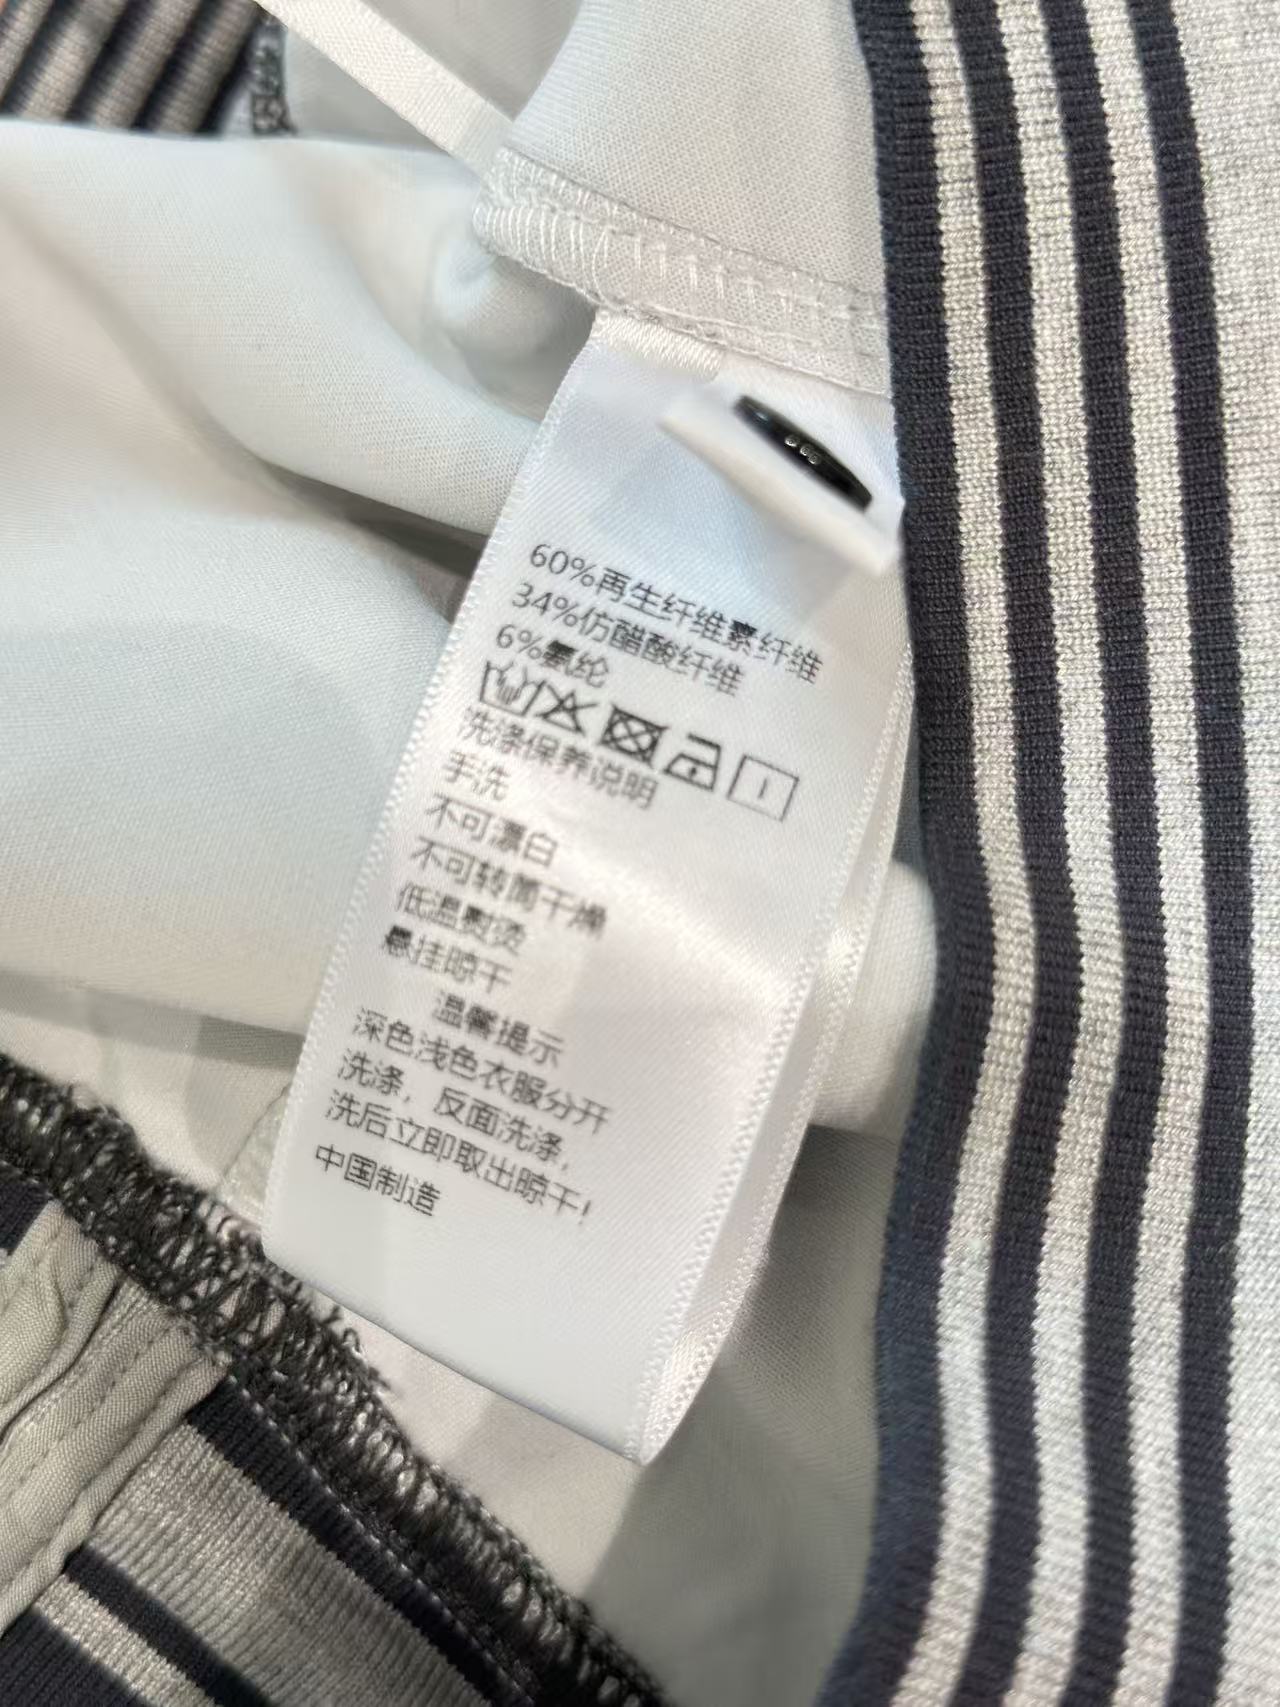 60%再生纤维素纤维
34%仿醋酸纤维
6%氨纶
洗涤保养说明
手洗
不可漂白
不可转筒干燥
低温熨烫
悬挂晾干
温馨提示
深色浅色衣服分开
洗涤，反面洗涤，
洗后立即取出晾干!
中国制造